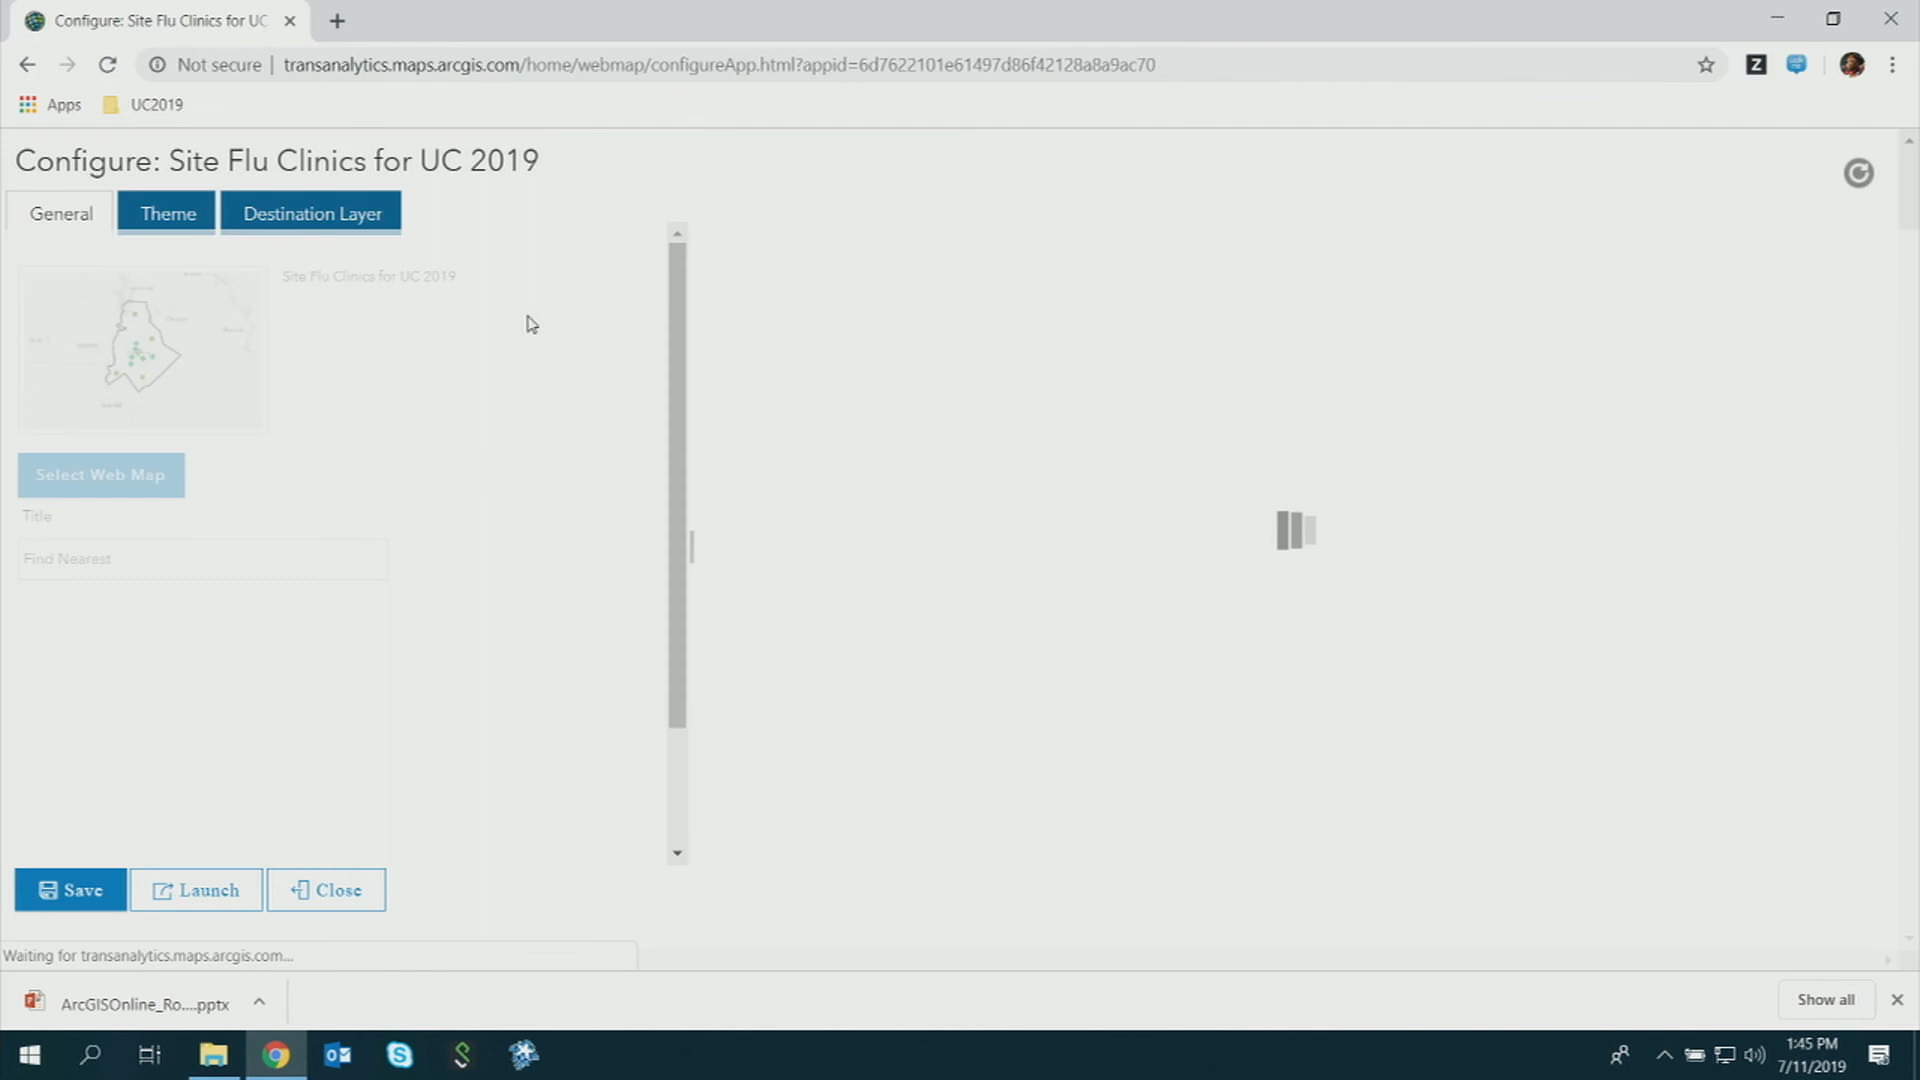 Configure: Site Flu Clinics for UC
Not secure | transanalytics.maps.arcgis.com/home/webmap/configureApp.html?appid=6d7622101e61497d86f42128a8a9ac70
Z
Apps
UC2019
Configure: Site Flu Clinics for UC 2019
General
Theme
Destination Layer
Site Flu Clinics for UC 2019
Select Web Map
Title
Find Nearest
Save
Launch
Close
Waiting for transanalytics.maps.arcgis.com...
ArcGISOnline_Ro....pptx
Show all
1:45 PM
7/11/2019